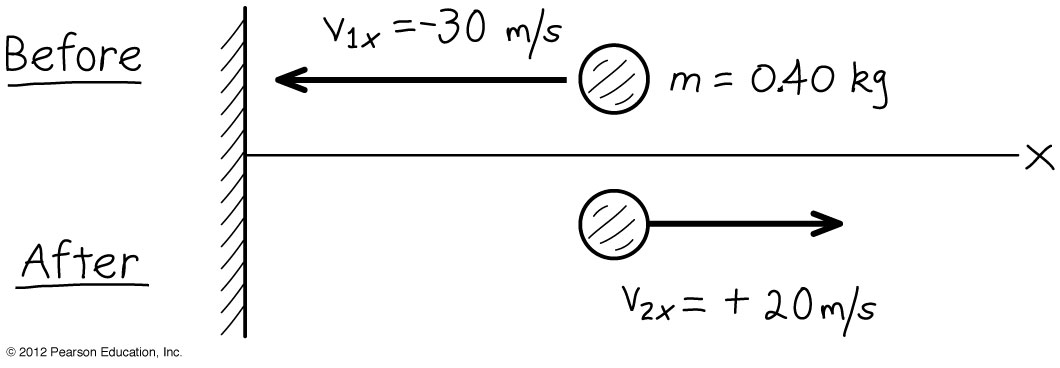 Before
v₁ₓ = -30 m/s
m = 0.40 kg
x
After
v₂ₓ = + 20 m/s
© 2012 Pearson Education, Inc.